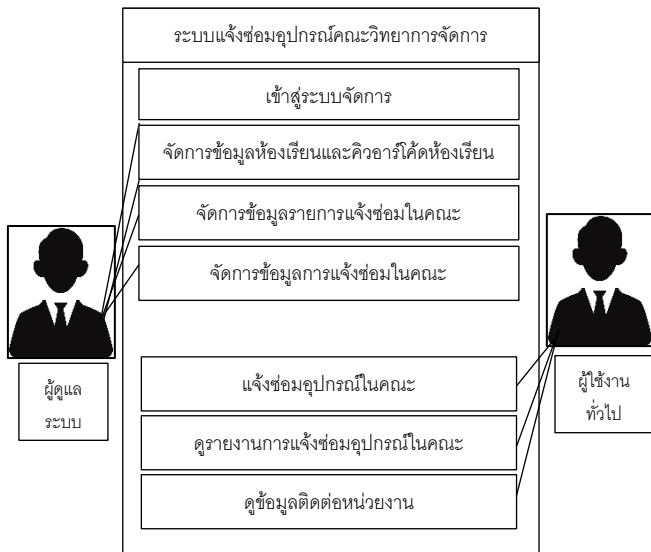 ระบบแจ้งซ่อมอุปกรณ์คณะวิทยาการจัดการ
เข้าสู่ระบบจัดการ
จัดการข้อมูลห้องเรียนและคิวอาร์โค้ดห้องเรียน
จัดการข้อมูลรายการแจ้งซ่อมในคณะ
จัดการข้อมูลการแจ้งซ่อมในคณะ
ผู้ดูแล
ระบบ
แจ้งซ่อมอุปกรณ์ในคณะ
ดูรายงานการแจ้งซ่อมอุปกรณ์ในคณะ
ดูข้อมูลติดต่อหน่วยงาน
ผู้ใช้งาน
ทั่วไป